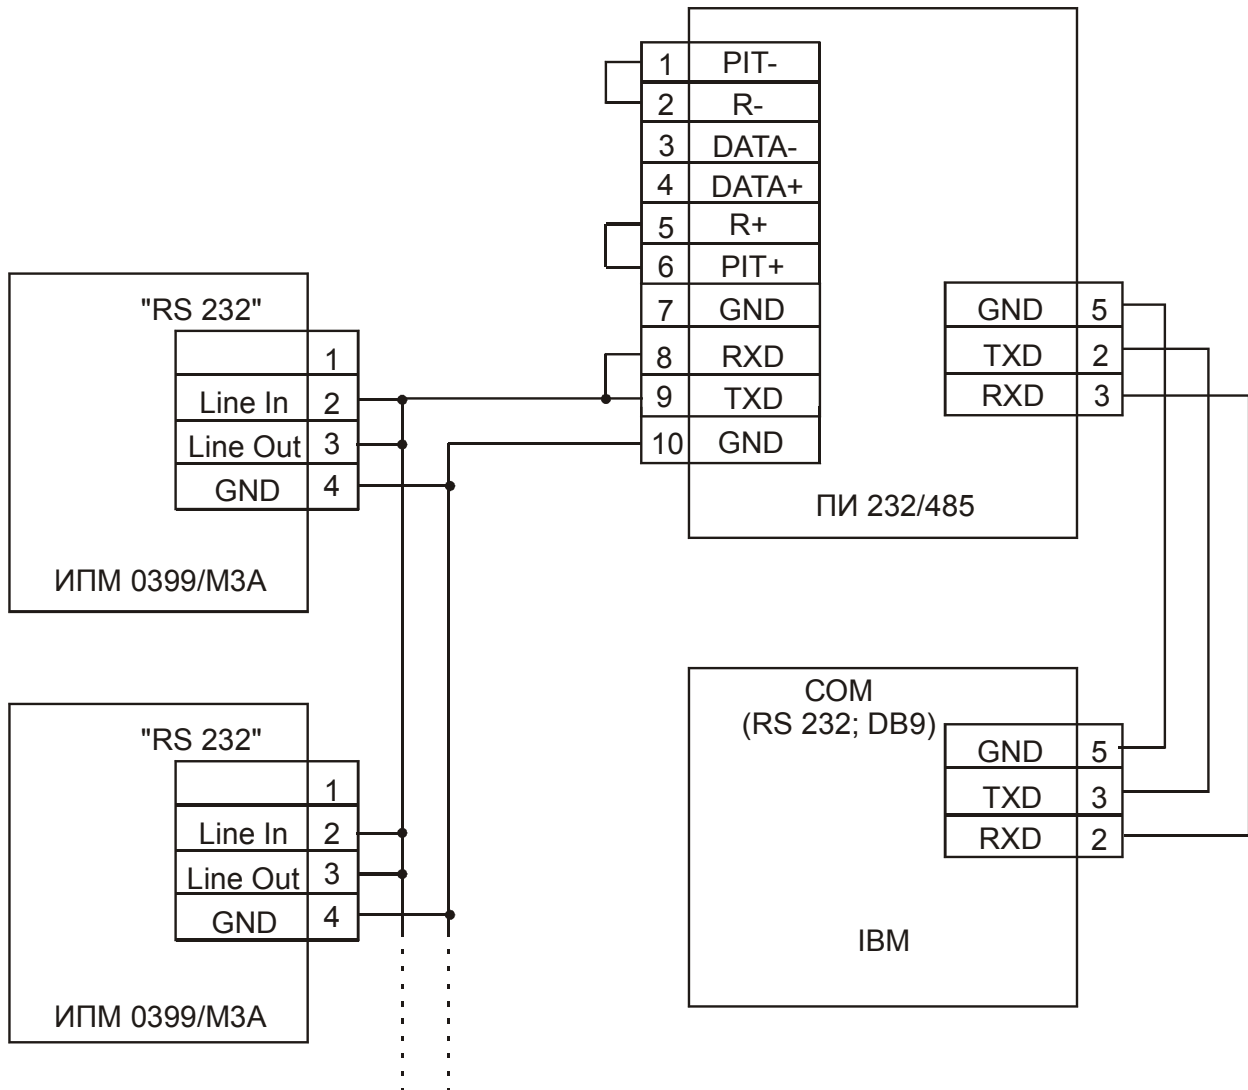 1 PIT-
2 R-
3 DATA-
4 DATA+
5 R+
6 PIT+
7 GND
8 RXD
9 TXD
10 GND
GND 5
TXD 2
RXD 3
ПИ 232/485
"RS 232"
1
Line In 2
Line Out 3
GND 4
ИПМ 0399/М3А
"RS 232"
1
Line In 2
Line Out 3
GND 4
ИПМ 0399/М3А
COM
(RS 232; DB9)
GND 5
TXD 3
RXD 2
IBM